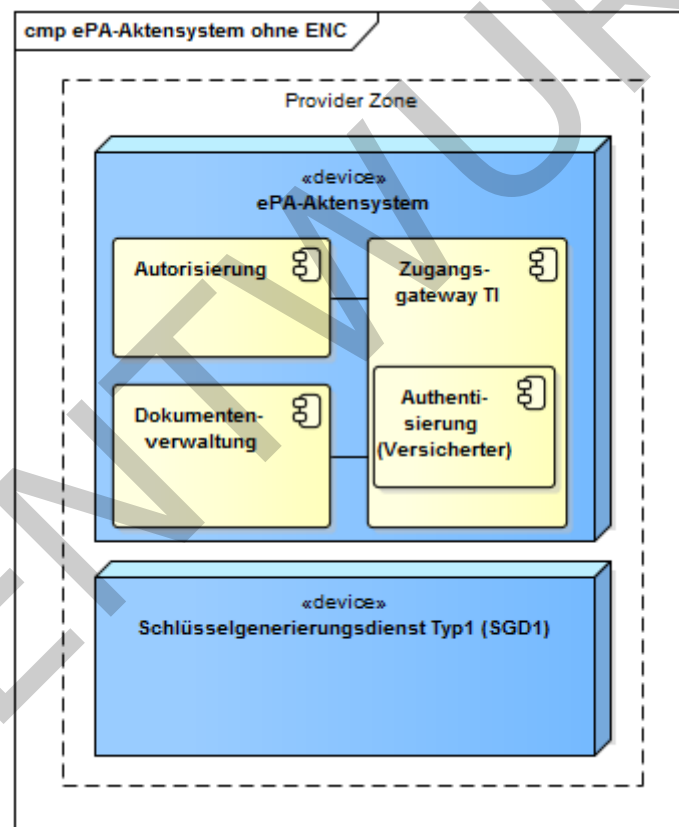 cmp ePA-Aktensystem ohne ENC
Provider Zone
«device»
ePA-Aktensystem
Autorisierung
Zugangs-
gateway TI
Dokumenten-
verwaltung
Authenti-
sierung
(Versicherter)
«device»
Schlüsselgenerierungsdienst Typ1 (SGD1)
ENTWUR